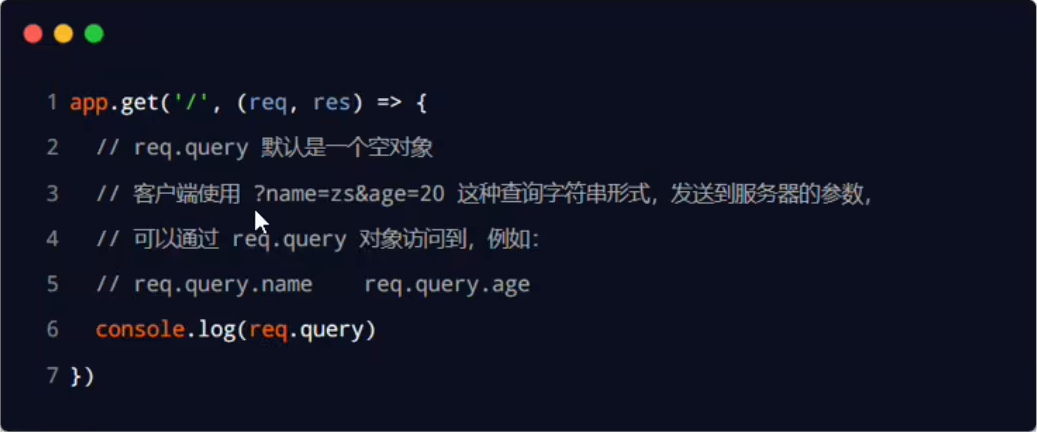 1 app.get('/', (req, res) => {
2 // req.query 默认是一个空对象
3 // 客户端使用 ?name=zs&age=20 这种查询字符串形式，发送到服务器的参数，
4 // 可以通过 req.query 对象访问到，例如：
5 // req.query.name    req.query.age
6 console.log(req.query)
7 })